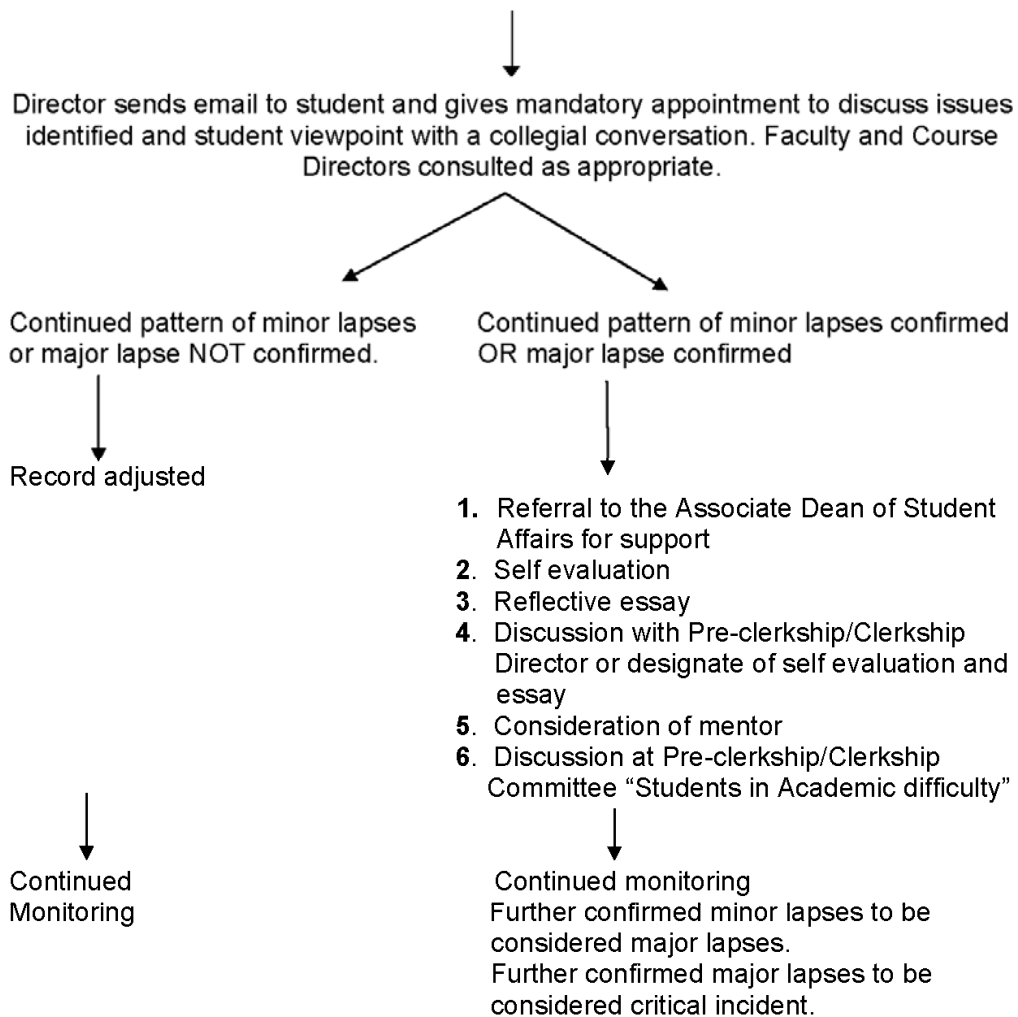 Director sends email to student and gives mandatory appointment to discuss issues
identified and student viewpoint with a collegial conversation. Faculty and Course
Directors consulted as appropriate.
Continued pattern of minor lapses
or major lapse NOT confirmed.
Continued pattern of minor lapses confirmed
OR major lapse confirmed
Record adjusted
1. Referral to the Associate Dean of Student
Affairs for support
2. Self evaluation
3. Reflective essay
4. Discussion with Pre-clerkship/Clerkship
Director or designate of self evaluation and
essay
5. Consideration of mentor
6. Discussion at Pre-clerkship/Clerkship
Committee “Students in Academic difficulty”
Continued
Monitoring
Continued monitoring
Further confirmed minor lapses to be
considered major lapses.
Further confirmed major lapses to be
considered critical incident.